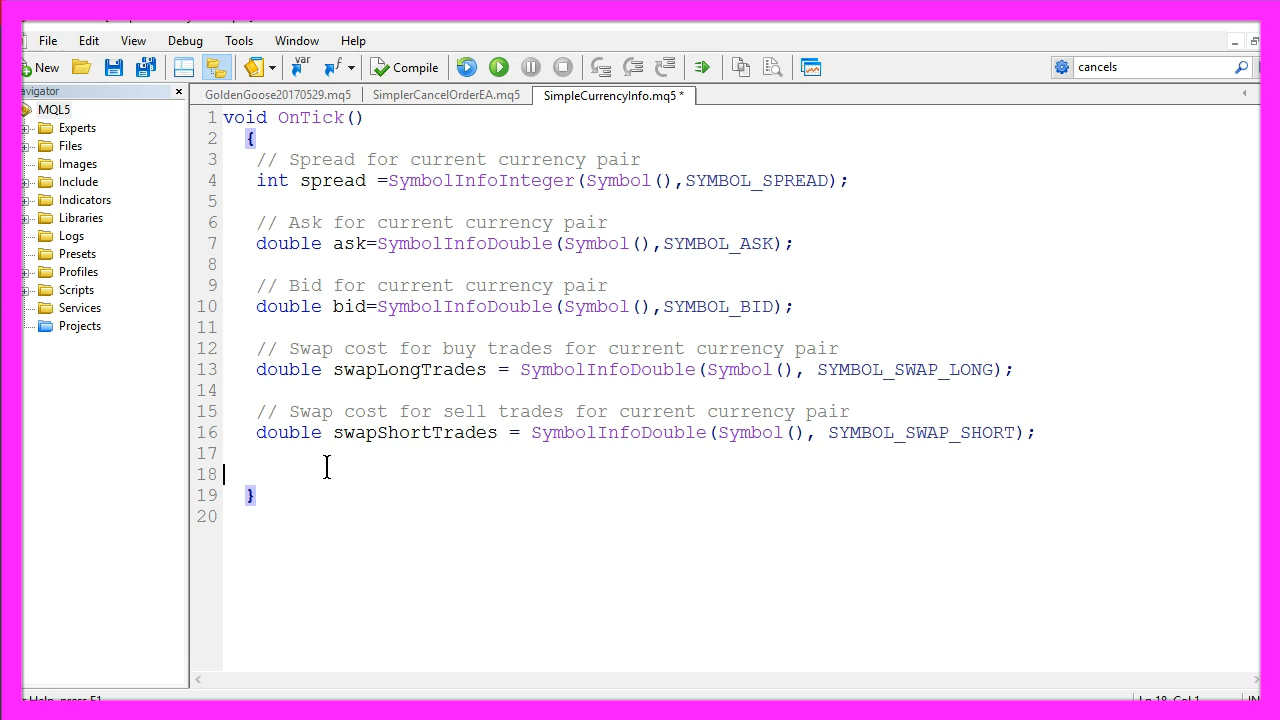 File Edit View Debug Tools Window Help
New Compile cancels
GoldenGoose20170529.mq5 SimplerCancelOrderEA.mq5 SimpleCurrencyInfo.mq5 *
MQL5
Experts
Files
Images
Include
Indicators
Libraries
Logs
Presets
Profiles
Scripts
Services
Projects
1 void OnTick()
2 {
3 // Spread for current currency pair
4 int spread =SymbolInfoInteger(Symbol(),SYMBOL_SPREAD);
5
6 // Ask for current currency pair
7 double ask=SymbolInfoDouble(Symbol(),SYMBOL_ASK);
8
9 // Bid for current currency pair
10 double bid=SymbolInfoDouble(Symbol(),SYMBOL_BID);
11
12 // Swap cost for buy trades for current currency pair
13 double swapLongTrades = SymbolInfoDouble(Symbol(), SYMBOL_SWAP_LONG);
14
15 // Swap cost for sell trades for current currency pair
16 double swapShortTrades = SymbolInfoDouble(Symbol(), SYMBOL_SWAP_SHORT);
17
18
19 }
20